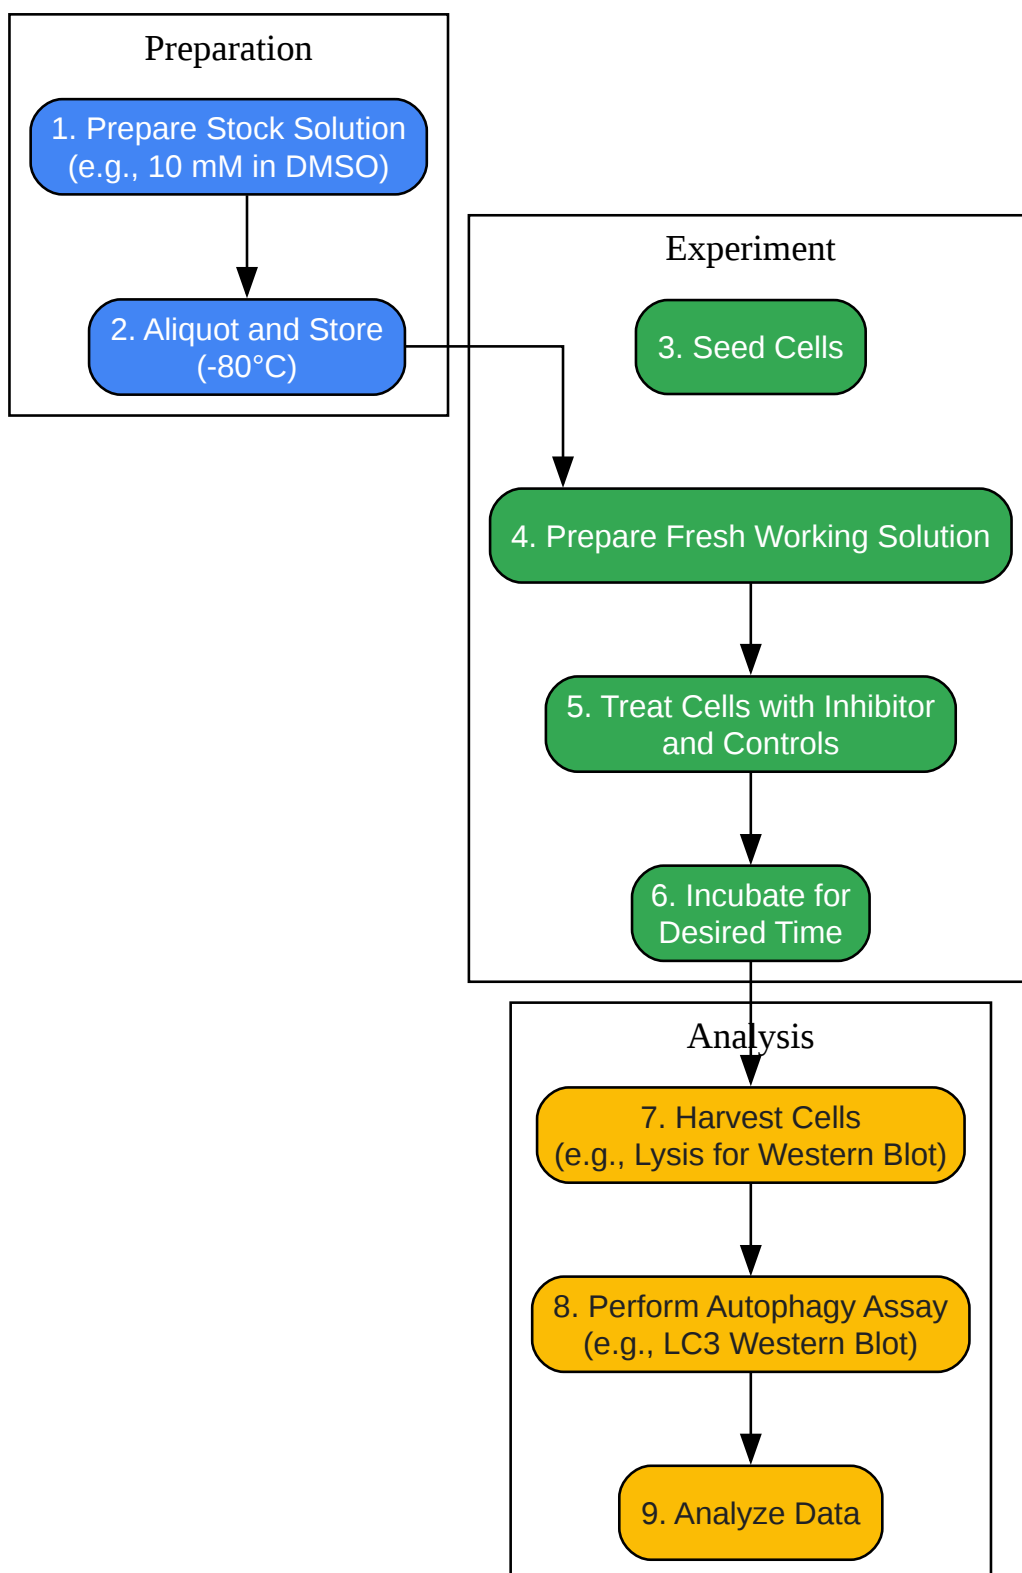 Preparation
1. Prepare Stock Solution
(e.g., 10 mM in DMSO)
2. Aliquot and Store
(-80°C)
Experiment
3. Seed Cells
4. Prepare Fresh Working Solution
5. Treat Cells with Inhibitor
and Controls
6. Incubate for
Desired Time
Analysis
7. Harvest Cells
(e.g., Lysis for Western Blot)
8. Perform Autophagy Assay
(e.g., LC3 Western Blot)
9. Analyze Data